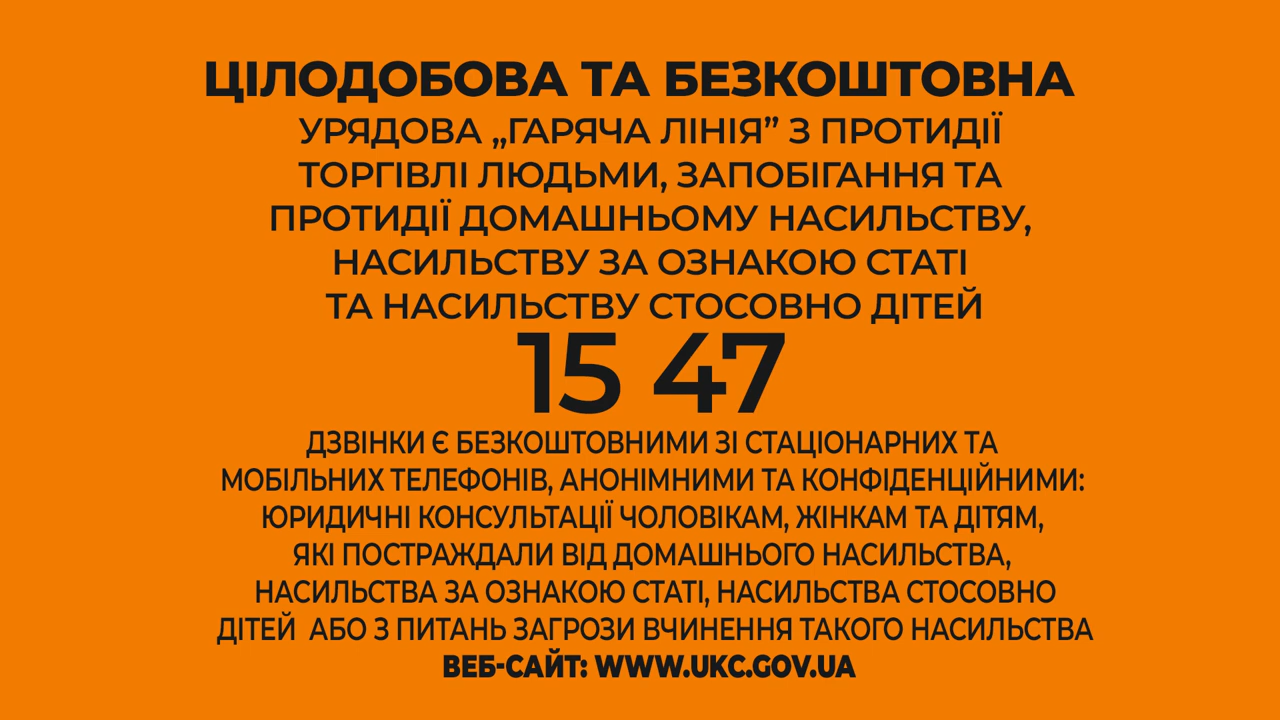 ЦІЛОДОБОВА ТА БЕЗКОШТОВНА
УРЯДОВА „ГАРЯЧА ЛІНІЯ” З ПРОТИДІЇ
ТОРГІВЛІ ЛЮДЬМИ, ЗАПОБІГАННЯ ТА
ПРОТИДІЇ ДОМАШНЬОМУ НАСИЛЬСТВУ,
НАСИЛЬСТВУ ЗА ОЗНАКОЮ СТАТІ
ТА НАСИЛЬСТВУ СТОСОВНО ДІТЕЙ
15 47
ДЗВІНКИ Є БЕЗКОШТОВНИМИ ЗІ СТАЦІОНАРНИХ ТА
МОБІЛЬНИХ ТЕЛЕФОНІВ, АНОНІМНИМИ ТА КОНФІДЕНЦІЙНИМИ:
ЮРИДИЧНІ КОНСУЛЬТАЦІЇ ЧОЛОВІКАМ, ЖІНКАМ ТА ДІТЯМ,
ЯКІ ПОСТРАЖДАЛИ ВІД ДОМАШНЬОГО НАСИЛЬСТВА,
НАСИЛЬСТВА ЗА ОЗНАКОЮ СТАТІ, НАСИЛЬСТВА СТОСОВНО
ДІТЕЙ  АБО З ПИТАНЬ ЗАГРОЗИ ВЧИНЕННЯ ТАКОГО НАСИЛЬСТВА
ВЕБ-САЙТ: WWW.UKC.GOV.UA